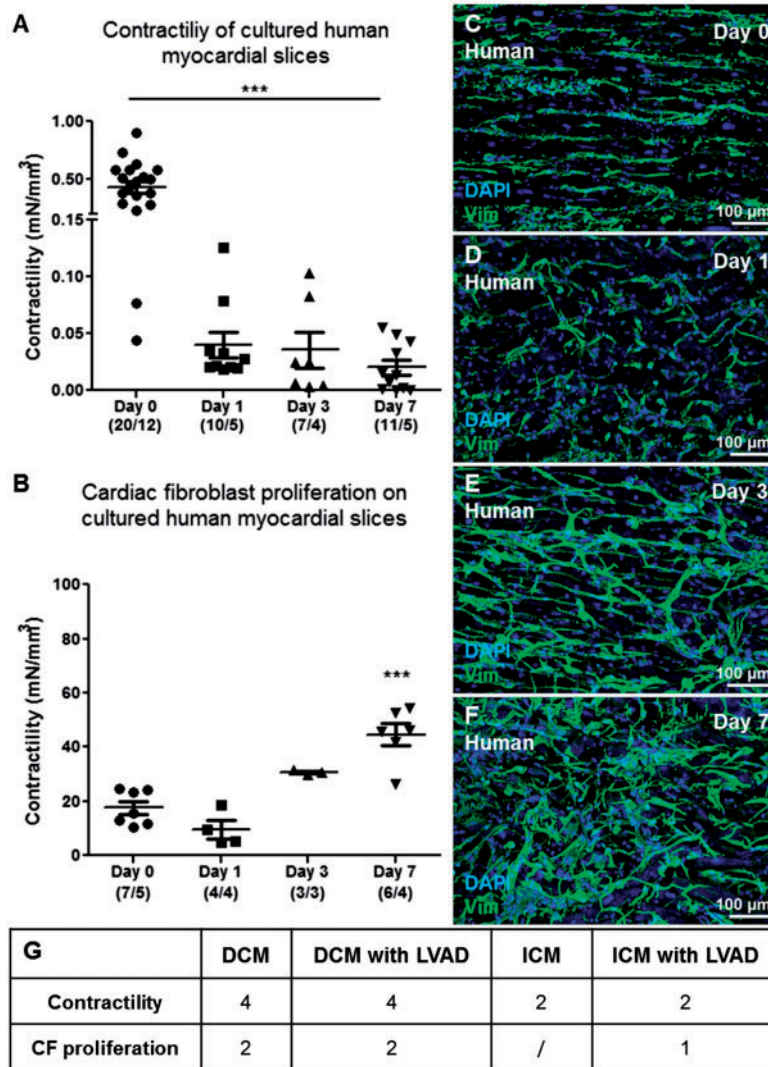 A
Contractiliy of cultured human
myocardial slices
***
Contractility (mN/mm³)
1.00
0.50
0.15
0.10
0.05
0.00
Day 0 Day 1 Day 3 Day 7
(20/12) (10/5) (7/4) (11/5)
B
Cardiac fibroblast proliferation on
cultured human myocardial slices
Contractility (mN/mm³)
100
80
60
40
20
0
***
Day 0 Day 1 Day 3 Day 7
(7/5) (4/4) (3/3) (6/4)
C Day 0
Human
DAPI
Vim
100 µm
D Day 1
Human
DAPI
Vim
100 µm
E Day 3
Human
DAPI
Vim
100 µm
F Day 7
Human
DAPI
Vim
100 µm
G DCM DCM with LVAD ICM ICM with LVAD
Contractility 4 4 2 2
CF proliferation 2 2 / 1